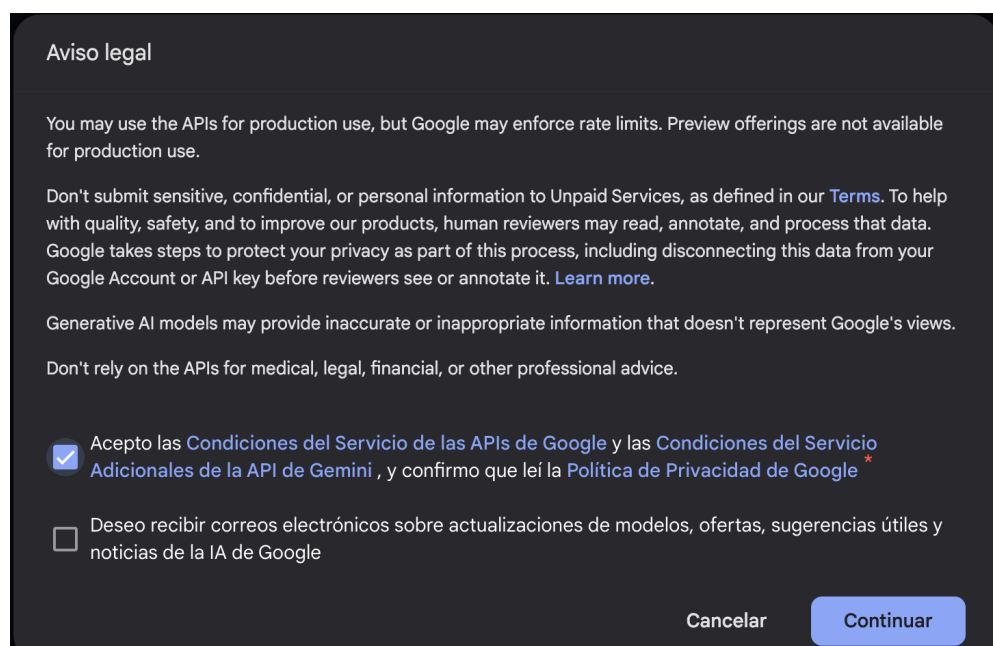 Aviso legal
You may use the APIs for production use, but Google may enforce rate limits. Preview offerings are not available
for production use.
Don't submit sensitive, confidential, or personal information to Unpaid Services, as defined in our Terms. To help
with quality, safety, and to improve our products, human reviewers may read, annotate, and process that data.
Google takes steps to protect your privacy as part of this process, including disconnecting this data from your
Google Account or API key before reviewers see or annotate it. Learn more.
Generative AI models may provide inaccurate or inappropriate information that doesn't represent Google's views.
Don't rely on the APIs for medical, legal, financial, or other professional advice.
Acepto las Condiciones del Servicio de las APIs de Google y las Condiciones del Servicio
Adicionales de la API de Gemini , y confirmo que leí la Política de Privacidad de Google *
Deseo recibir correos electrónicos sobre actualizaciones de modelos, ofertas, sugerencias útiles y
noticias de la IA de Google
Cancelar Continuar